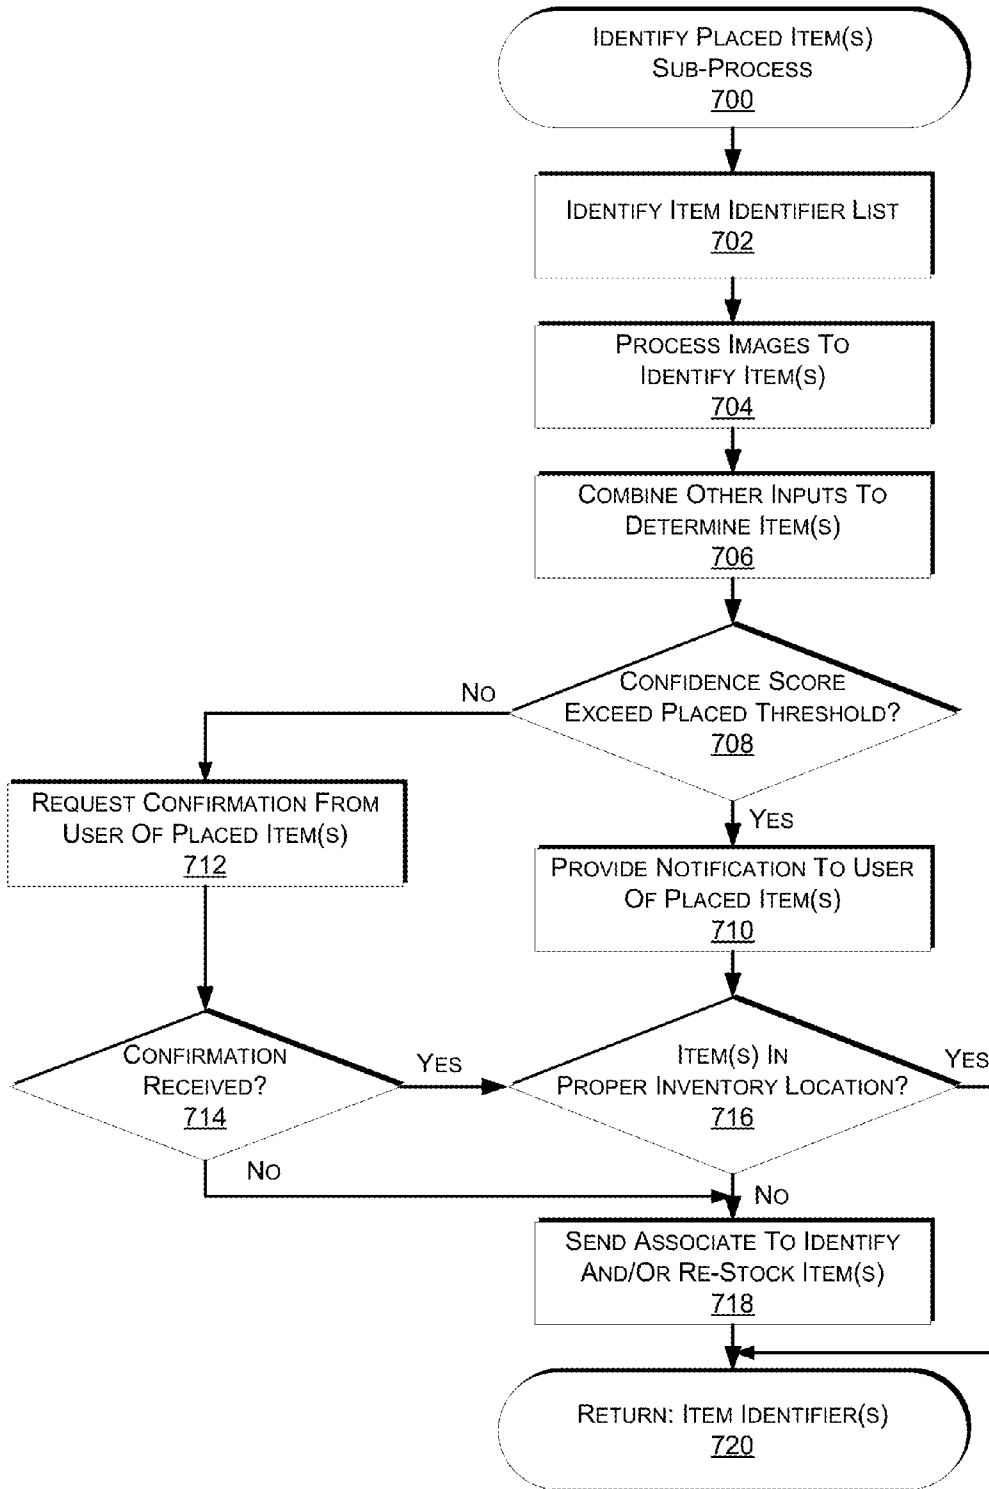 IDENTIFY PLACED ITEM(S)
SUB-PROCESS
700
IDENTIFY ITEM IDENTIFIER LIST
702
PROCESS IMAGES TO
IDENTIFY ITEM(S)
704
COMBINE OTHER INPUTS TO
DETERMINE ITEM(S)
706
CONFIDENCE SCORE
EXCEED PLACED THRESHOLD?
708
NO
YES
REQUEST CONFIRMATION FROM
USER OF PLACED ITEM(S)
712
PROVIDE NOTIFICATION TO USER
OF PLACED ITEM(S)
710
CONFIRMATION
RECEIVED?
714
YES
NO
ITEM(S) IN
PROPER INVENTORY LOCATION?
716
YES
NO
SEND ASSOCIATE TO IDENTIFY
AND/OR RE-STOCK ITEM(S)
718
RETURN: ITEM IDENTIFIER(S)
720